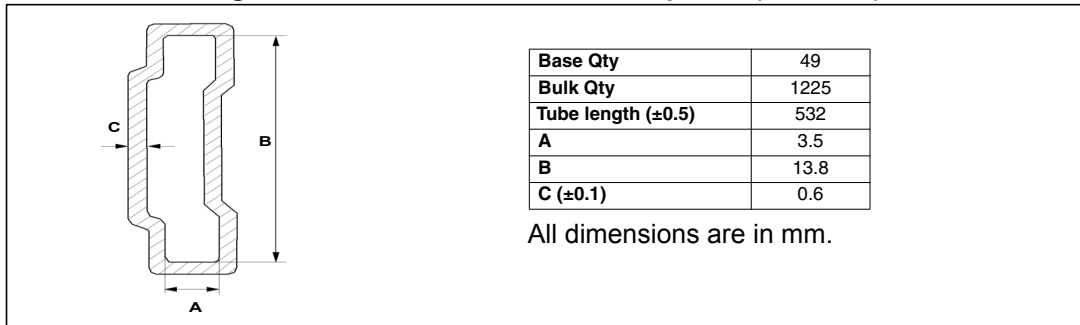 C
B
A
Base Qty 49
Bulk Qty 1225
Tube length (±0.5) 532
A 3.5
B 13.8
C (±0.1) 0.6
All dimensions are in mm.